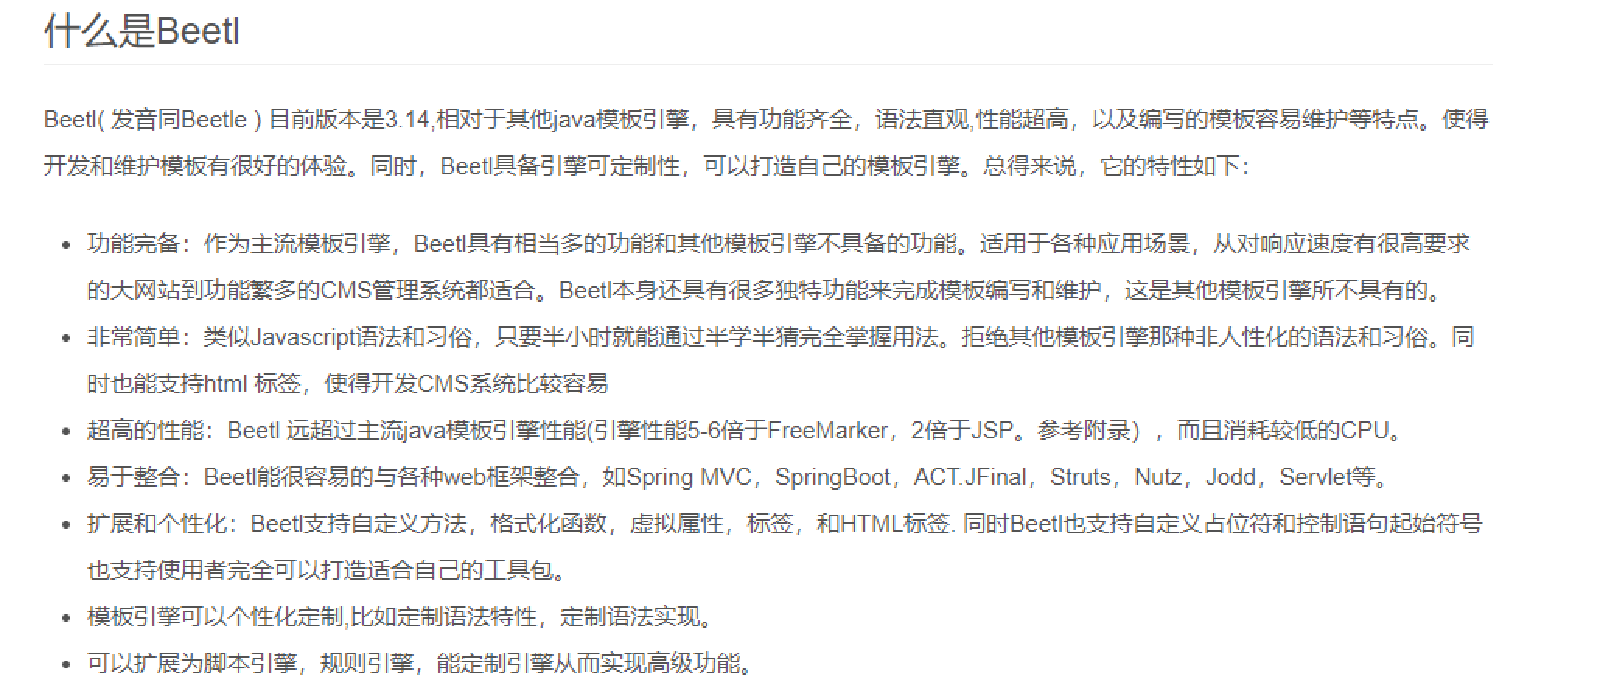 什么是Beetl
Beetl( 发音同Beetle ) 目前版本是3.14,相对于其他java模板引擎，具有功能齐全，语法直观,性能超高，以及编写的模板容易维护等特点。使得
开发和维护模板有很好的体验。同时，Beetl具备引擎可定制性，可以打造自己的模板引擎。总得来说，它的特性如下：
• 功能完备：作为主流模板引擎，Beetl具有相当多的功能和其他模板引擎不具备的功能。适用于各种应用场景，从对响应速度有很高要求
的大网站到功能繁多的CMS管理系统都适合。Beetl本身还具有很多独特功能来完成模板编写和维护，这是其他模板引擎所不具有的。
• 非常简单：类似Javascript语法和习俗，只要半小时就能通过半学半猜完全掌握用法。拒绝其他模板引擎那种非人性化的语法和习俗。同
时也能支持html 标签，使得开发CMS系统比较容易
• 超高的性能：Beetl 远超过主流java模板引擎性能(引擎性能5-6倍于FreeMarker，2倍于JSP。参考附录），而且消耗较低的CPU。
• 易于整合：Beetl能很容易的与各种web框架整合，如Spring MVC，SpringBoot，ACT.JFinal，Struts，Nutz，Jodd，Servlet等。
• 扩展和个性化：Beetl支持自定义方法，格式化函数，虚拟属性，标签，和HTML标签. 同时Beetl也支持自定义占位符和控制语句起始符号
也支持使用者完全可以打造适合自己的工具包。
• 模板引擎可以个性化定制,比如定制语法特性，定制语法实现。
• 可以扩展为脚本引擎，规则引擎，能定制引擎从而实现高级功能。